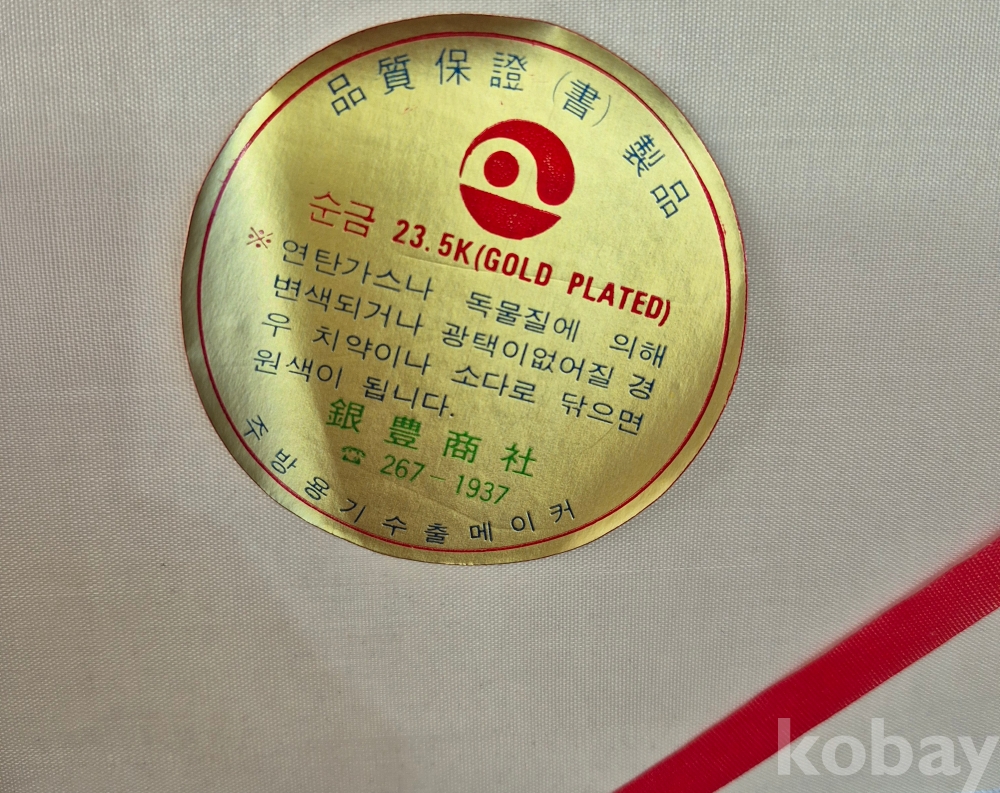 品質保證(書)製品
순금 23.5K(GOLD PLATED)
※ 연탄가스나 독물질에 의해
변색되거나 광택이없어질 경
우 치약이나 소다로 닦으면
원색이 됩니다.
銀豊商社
☎ 267-1937
주방용기수출메이커
kobay